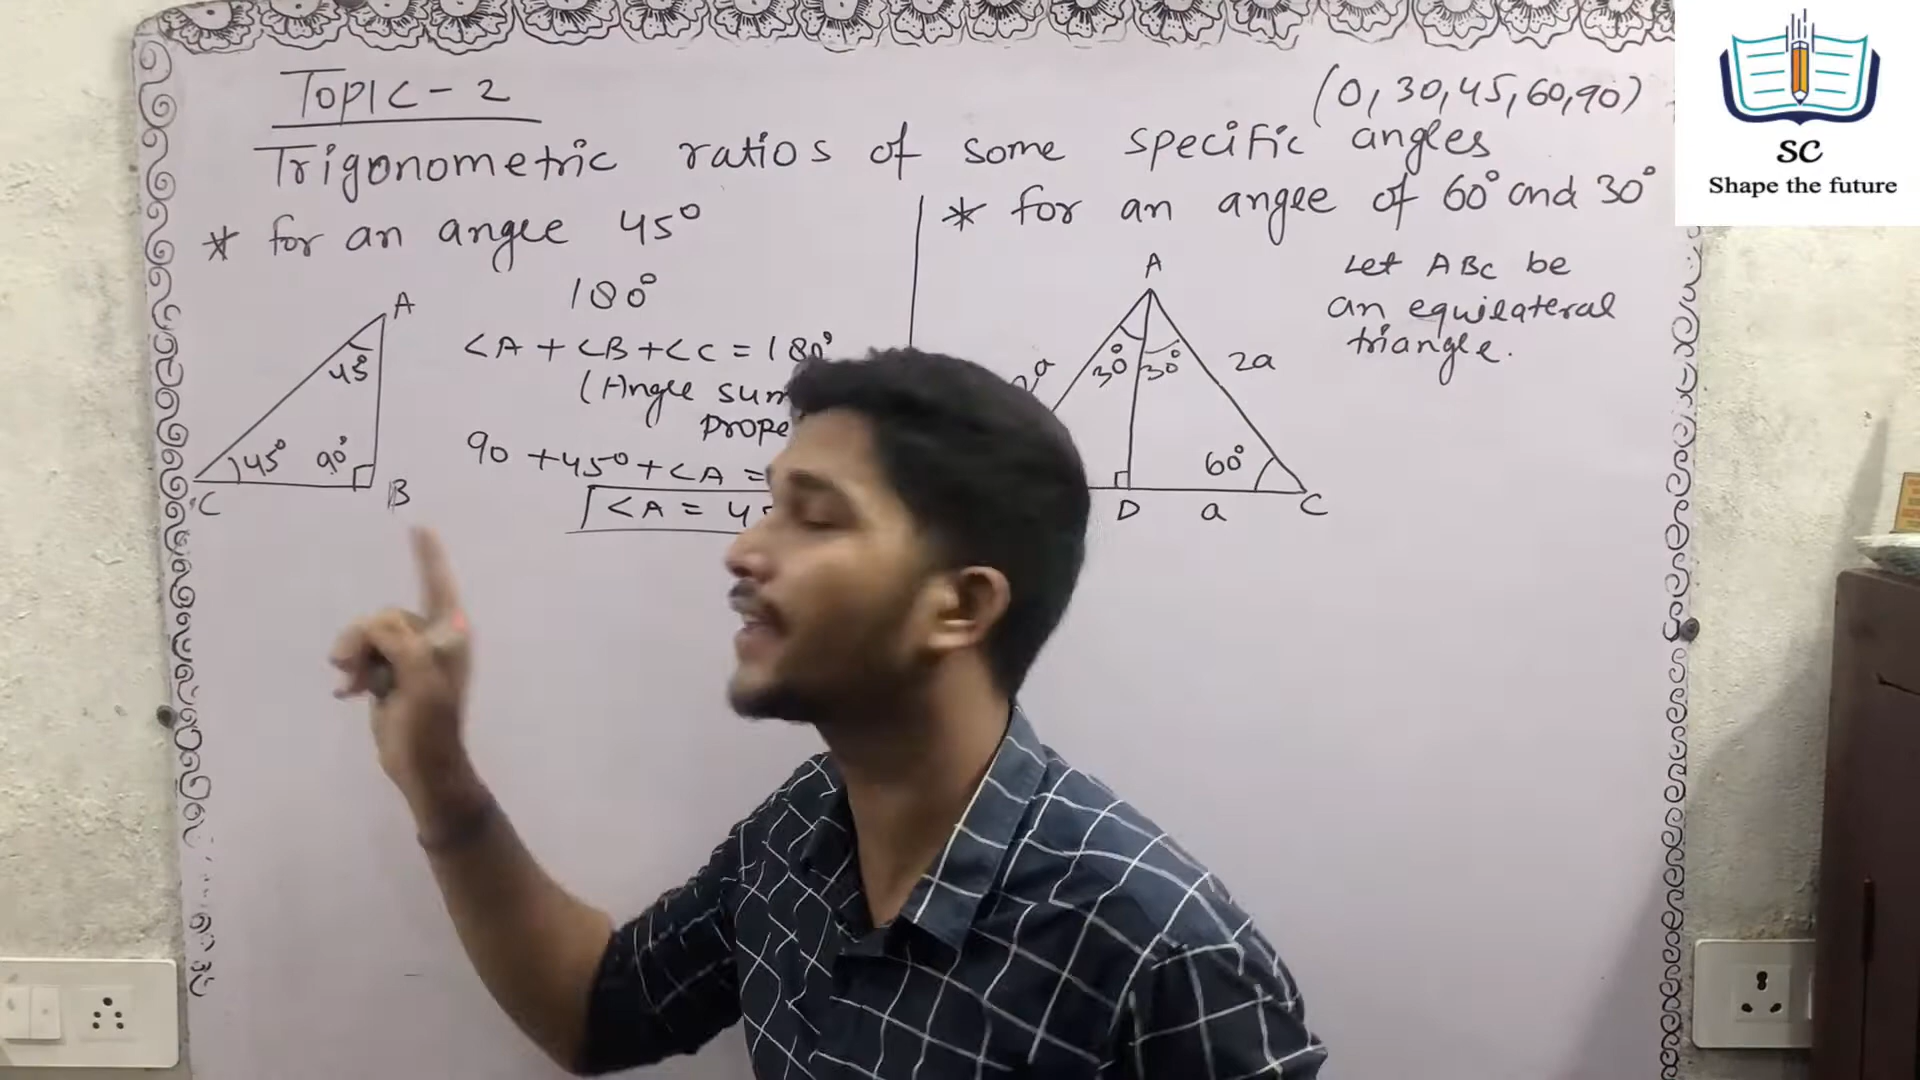 TOPIC - 2
(0, 30, 45, 60, 90)
Trigonometric ratios of some specific angles
* for an angle 45°
180°
A
45°
∠A + ∠B + ∠C = 180°
(Angle sum
prope
45° 90°
90 + 45° + ∠A =
C B
∠A = 45
* for an angle of 60° and 30°
A
Let ABC be
an equilateral
triangle.
30° 30° 2a
60°
D a C
SC
Shape the future